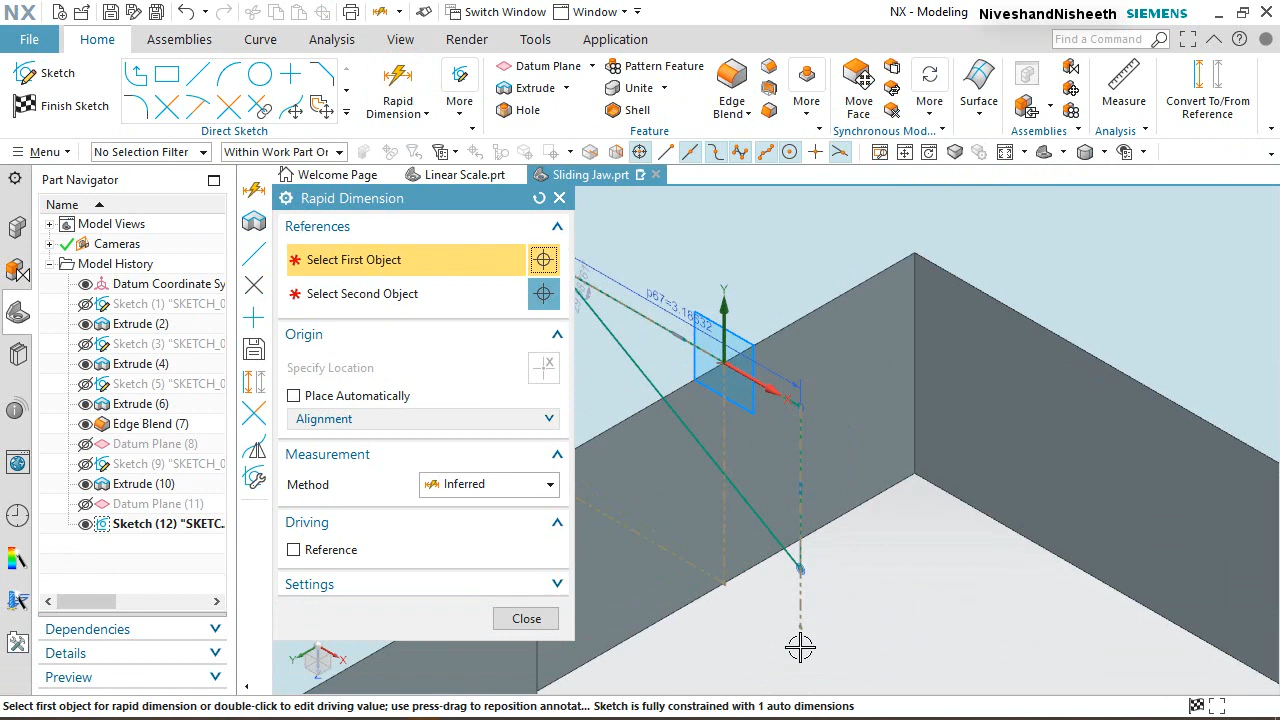 NX
Switch Window
Window
NX - Modeling
NiveshandNisheeth
SIEMENS
File
Home
Assemblies
Curve
Analysis
View
Render
Tools
Application
Find a Command
Sketch
Finish Sketch
Direct Sketch
Rapid
Dimension
More
Datum Plane
Extrude
Hole
Pattern Feature
Unite
Shell
Edge
Blend
More
Feature
Move
Face
More
Synchronous Mod...
Surface
Assemblies
Measure
Analysis
Convert To/From
Reference
Menu
No Selection Filter
Within Work Part Or
Part Navigator
Welcome Page
Linear Scale.prt
Sliding Jaw.prt
Name
Model Views
Cameras
Model History
Datum Coordinate Sy
Sketch (1) "SKETCH_0
Extrude (2)
Sketch (3) "SKETCH_0
Extrude (4)
Sketch (5) "SKETCH_0
Extrude (6)
Edge Blend (7)
Datum Plane (8)
Sketch (9) "SKETCH_0
Extrude (10)
Datum Plane (11)
Sketch (12) "SKETC...
Dependencies
Details
Preview
Rapid Dimension
References
Select First Object
Select Second Object
Origin
Specify Location
Place Automatically
Alignment
Measurement
Method
Inferred
Driving
Reference
Settings
Close
Y
X
Y
X
Z
Select first object for rapid dimension or double-click to edit driving value; use press-drag to reposition annotat... Sketch is fully constrained with 1 auto dimensions